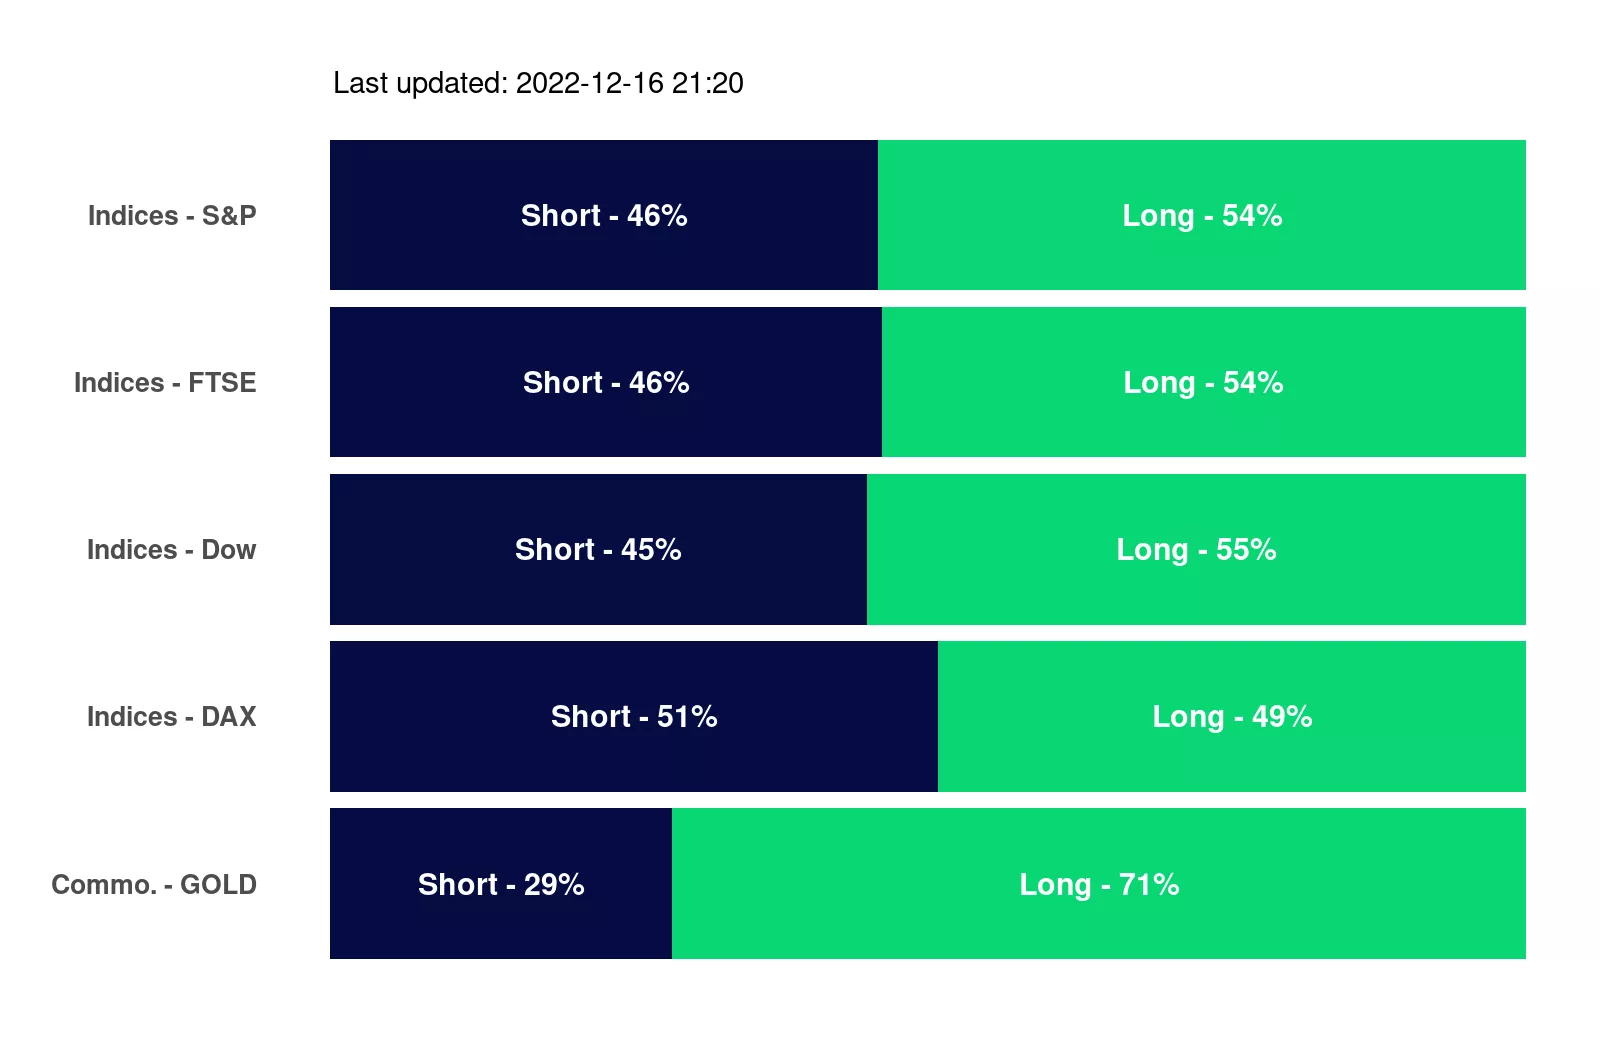 Last updated: 2022-12-16 21:20
Indices - S&P Short - 46% Long - 54%
Indices - FTSE Short - 46% Long - 54%
Indices - Dow Short - 45% Long - 55%
Indices - DAX Short - 51% Long - 49%
Commo. - GOLD Short - 29% Long - 71%